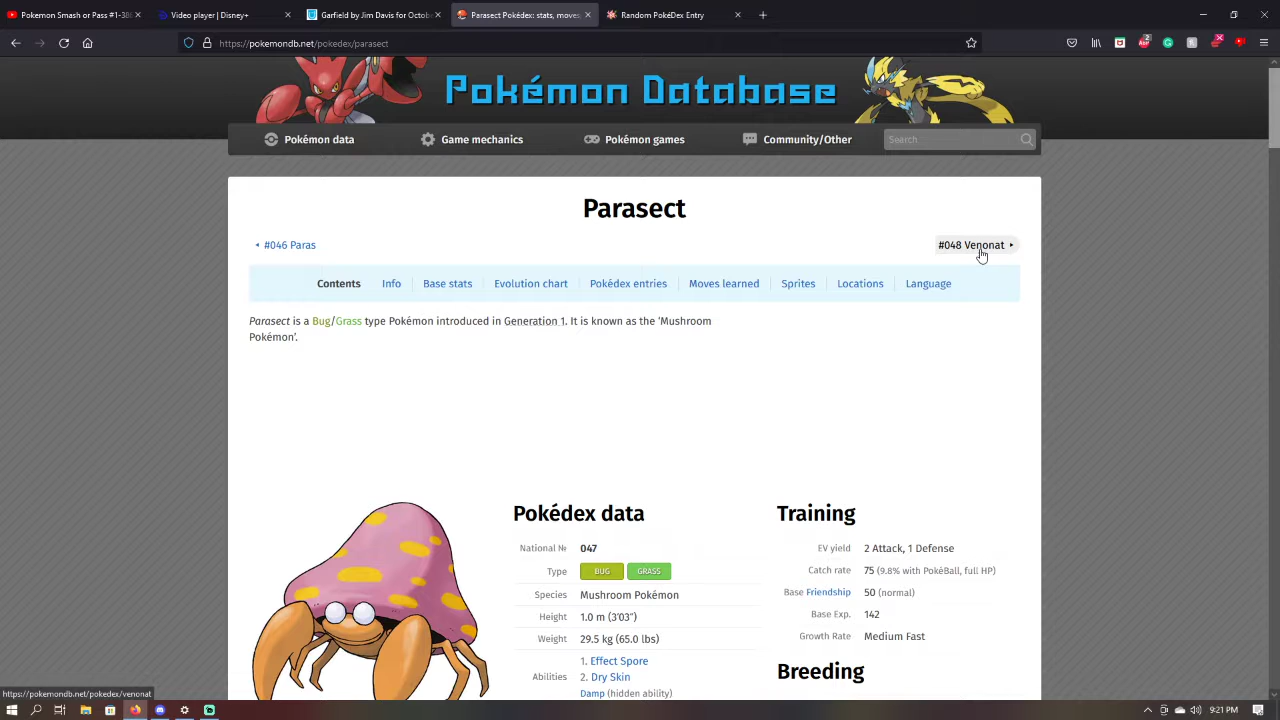 Pokemon Smash or Pass #1-38
Video player | Disney+
Garfield by Jim Davis for Octob
Parasect Pokédex: stats, moves,
Random PokéDex Entry
https://pokemondb.net/pokedex/parasect
Pokémon Database
Pokémon data
Game mechanics
Pokémon games
Community/Other
Search
Parasect
#046 Paras
#048 Venonat
Contents Info Base stats Evolution chart Pokédex entries Moves learned Sprites Locations Language
Parasect is a Bug/Grass type Pokémon introduced in Generation 1. It is known as the ‘Mushroom
Pokémon’.
Pokédex data
National № 047
Type BUG GRASS
Species Mushroom Pokémon
Height 1.0 m (3′03″)
Weight 29.5 kg (65.0 lbs)
Abilities 1. Effect Spore
2. Dry Skin
Damp (hidden ability)
Training
EV yield 2 Attack, 1 Defense
Catch rate 75 (9.8% with PokéBall, full HP)
Base Friendship 50 (normal)
Base Exp. 142
Growth Rate Medium Fast
Breeding
https://pokemondb.net/pokedex/venonat
9:21 PM